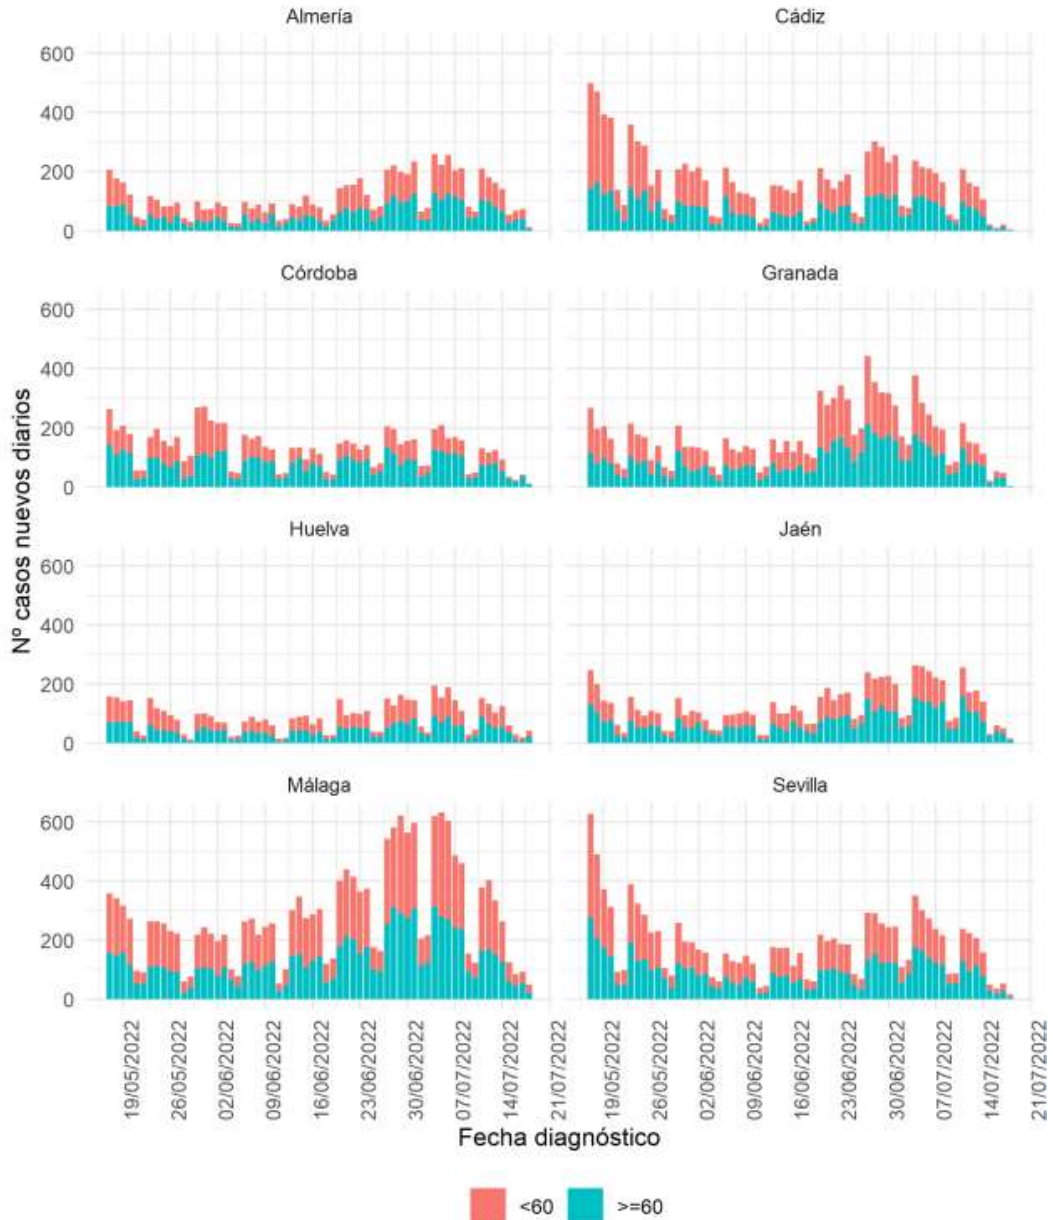 Almería Cádiz
600
400
200
0
Córdoba Granada
600
400
200
0
Nº casos nuevos diarios
Huelva Jaén
600
400
200
0
Málaga Sevilla
600
400
200
0
19/05/2022 26/05/2022 02/06/2022 09/06/2022 16/06/2022 23/06/2022 30/06/2022 07/07/2022 14/07/2022 21/07/2022 19/05/2022 26/05/2022 02/06/2022 09/06/2022 16/06/2022 23/06/2022 30/06/2022 07/07/2022 14/07/2022 21/07/2022
Fecha diagnóstico
<60 >=60